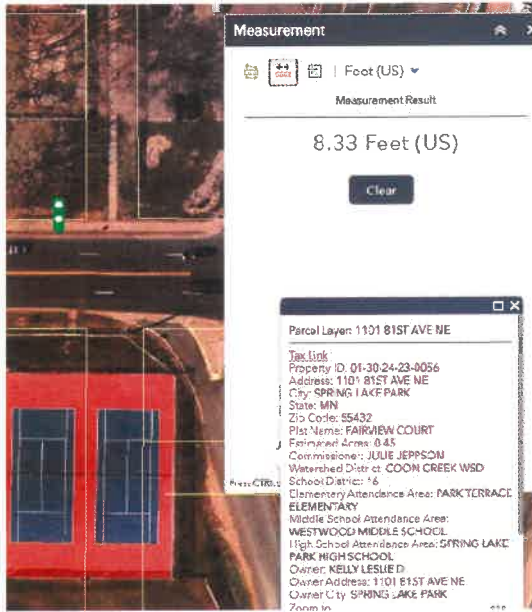 Measurement
Feet (US)
Measurement Result
8.33 Feet (US)
Clear
Parcel Layer: 1101 81ST AVE NE
Tax Link
Property ID: 01-30-24-23-0056
Address: 1101 81ST AVE NE
City: SPRING LAKE PARK
State: MN
Zip Code: 55432
Plat Name: FAIRVIEW COURT
Estimated Acres: 0.45
Commissioner: JULIE JEPPSON
Watershed District: COON CREEK WSD
School District: 16
Press CTRL
Elementary Attendance Area: PARK TERRACE
ELEMENTARY
Middle School Attendance Area:
WESTWOOD MIDDLE SCHOOL
High School Attendance Area: SPRING LAKE
PARK HIGH SCHOOL
Owner: KELLY LESLIE D
Owner Address: 1101 81ST AVE NE
Owner City: SPRING LAKE PARK
Zoom to